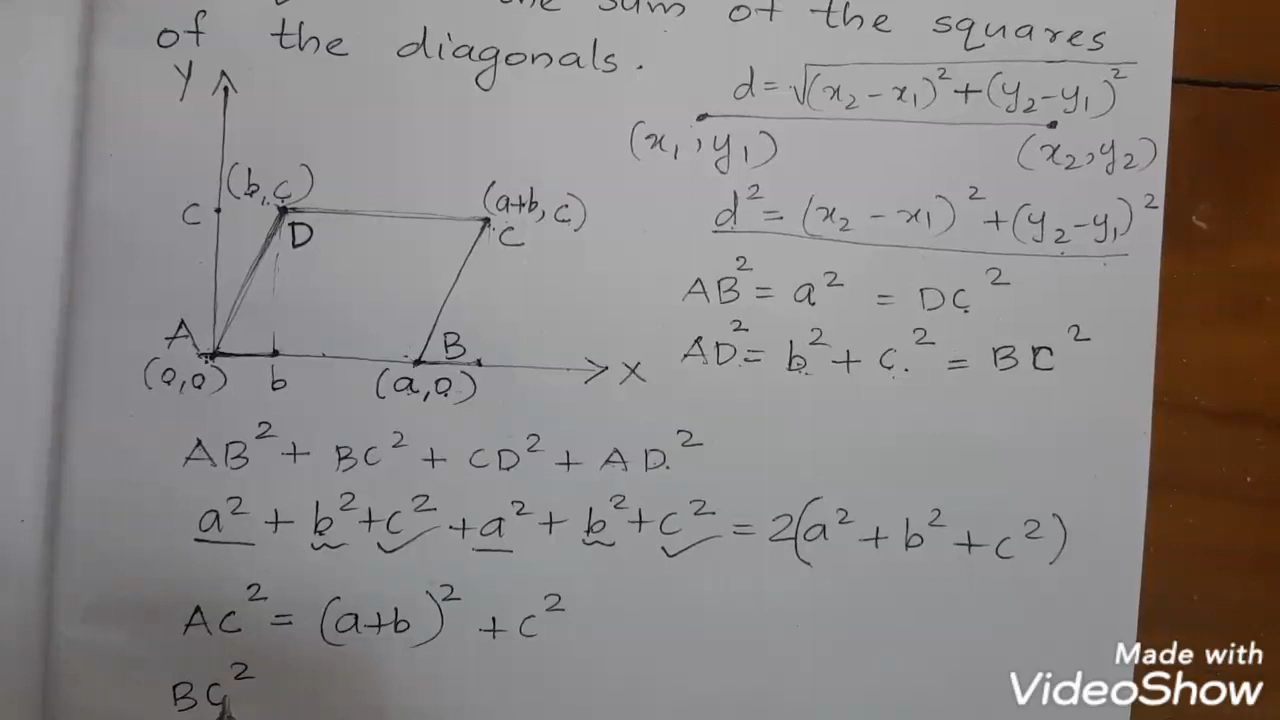 the sum of the squares
of the diagonals.
d = √(x₂ - x₁)² + (y₂ - y₁)²
(x₁, y₁)
(x₂, y₂)
d² = (x₂ - x₁)² + (y₂ - y₁)²
AB² = a² = DC²
AD² = b² + c² = BC²
y
(b, c)
(a+b, c)
C
D
C
A
B
(0,0)
b
(a,0)
x
AB² + BC² + CD² + AD²
a² + b² + c² + a² + b² + c² = 2(a² + b² + c²)
AC² = (a+b)² + c²
BC²
Made with
VideoShow